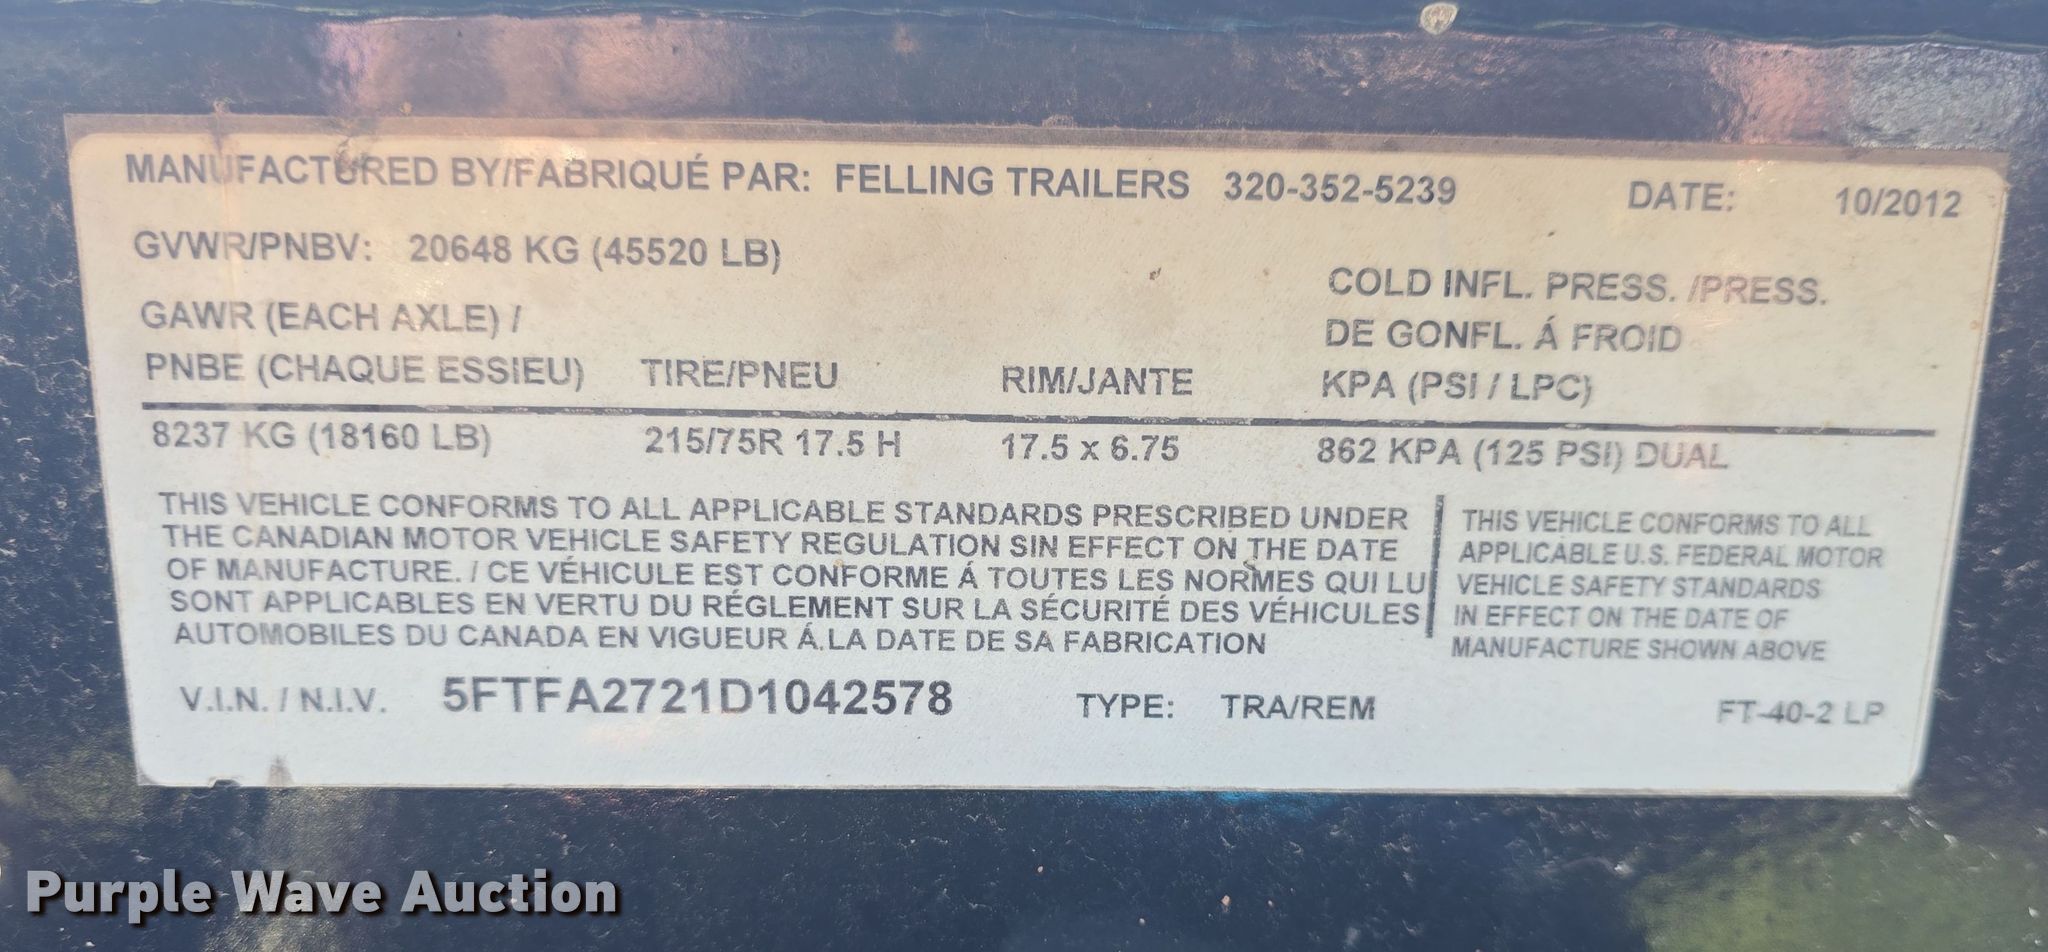 MANUFACTURED BY/FABRIQUÉ PAR: FELLING TRAILERS 320-352-5239 DATE: 10/2012
GVWR/PNBV: 20648 KG (45520 LB)
COLD INFL. PRESS. /PRESS.
GAWR (EACH AXLE) / DE GONFL. Á FROID
PNBE (CHAQUE ESSIEU) TIRE/PNEU RIM/JANTE KPA (PSI / LPC)
8237 KG (18160 LB) 215/75R 17.5 H 17.5 x 6.75 862 KPA (125 PSI) DUAL
THIS VEHICLE CONFORMS TO ALL APPLICABLE STANDARDS PRESCRIBED UNDER
THE CANADIAN MOTOR VEHICLE SAFETY REGULATION SIN EFFECT ON THE DATE
OF MANUFACTURE. / CE VÉHICULE EST CONFORME Á TOUTES LES NORMES QUI LUI
SONT APPLICABLES EN VERTU DU RÉGLEMENT SUR LA SÉCURITÉ DES VÉHICULES
AUTOMOBILES DU CANADA EN VIGUEUR Á LA DATE DE SA FABRICATION
THIS VEHICLE CONFORMS TO ALL
APPLICABLE U.S. FEDERAL MOTOR
VEHICLE SAFETY STANDARDS
IN EFFECT ON THE DATE OF
MANUFACTURE SHOWN ABOVE
V.I.N. / N.I.V. 5FTFA2721D1042578 TYPE: TRA/REM FT-40-2 LP
Purple Wave Auction